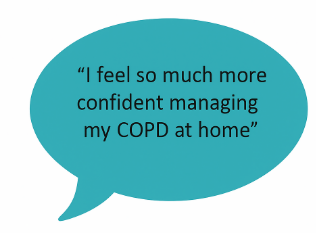 “I feel so much more
confident managing
my COPD at home”